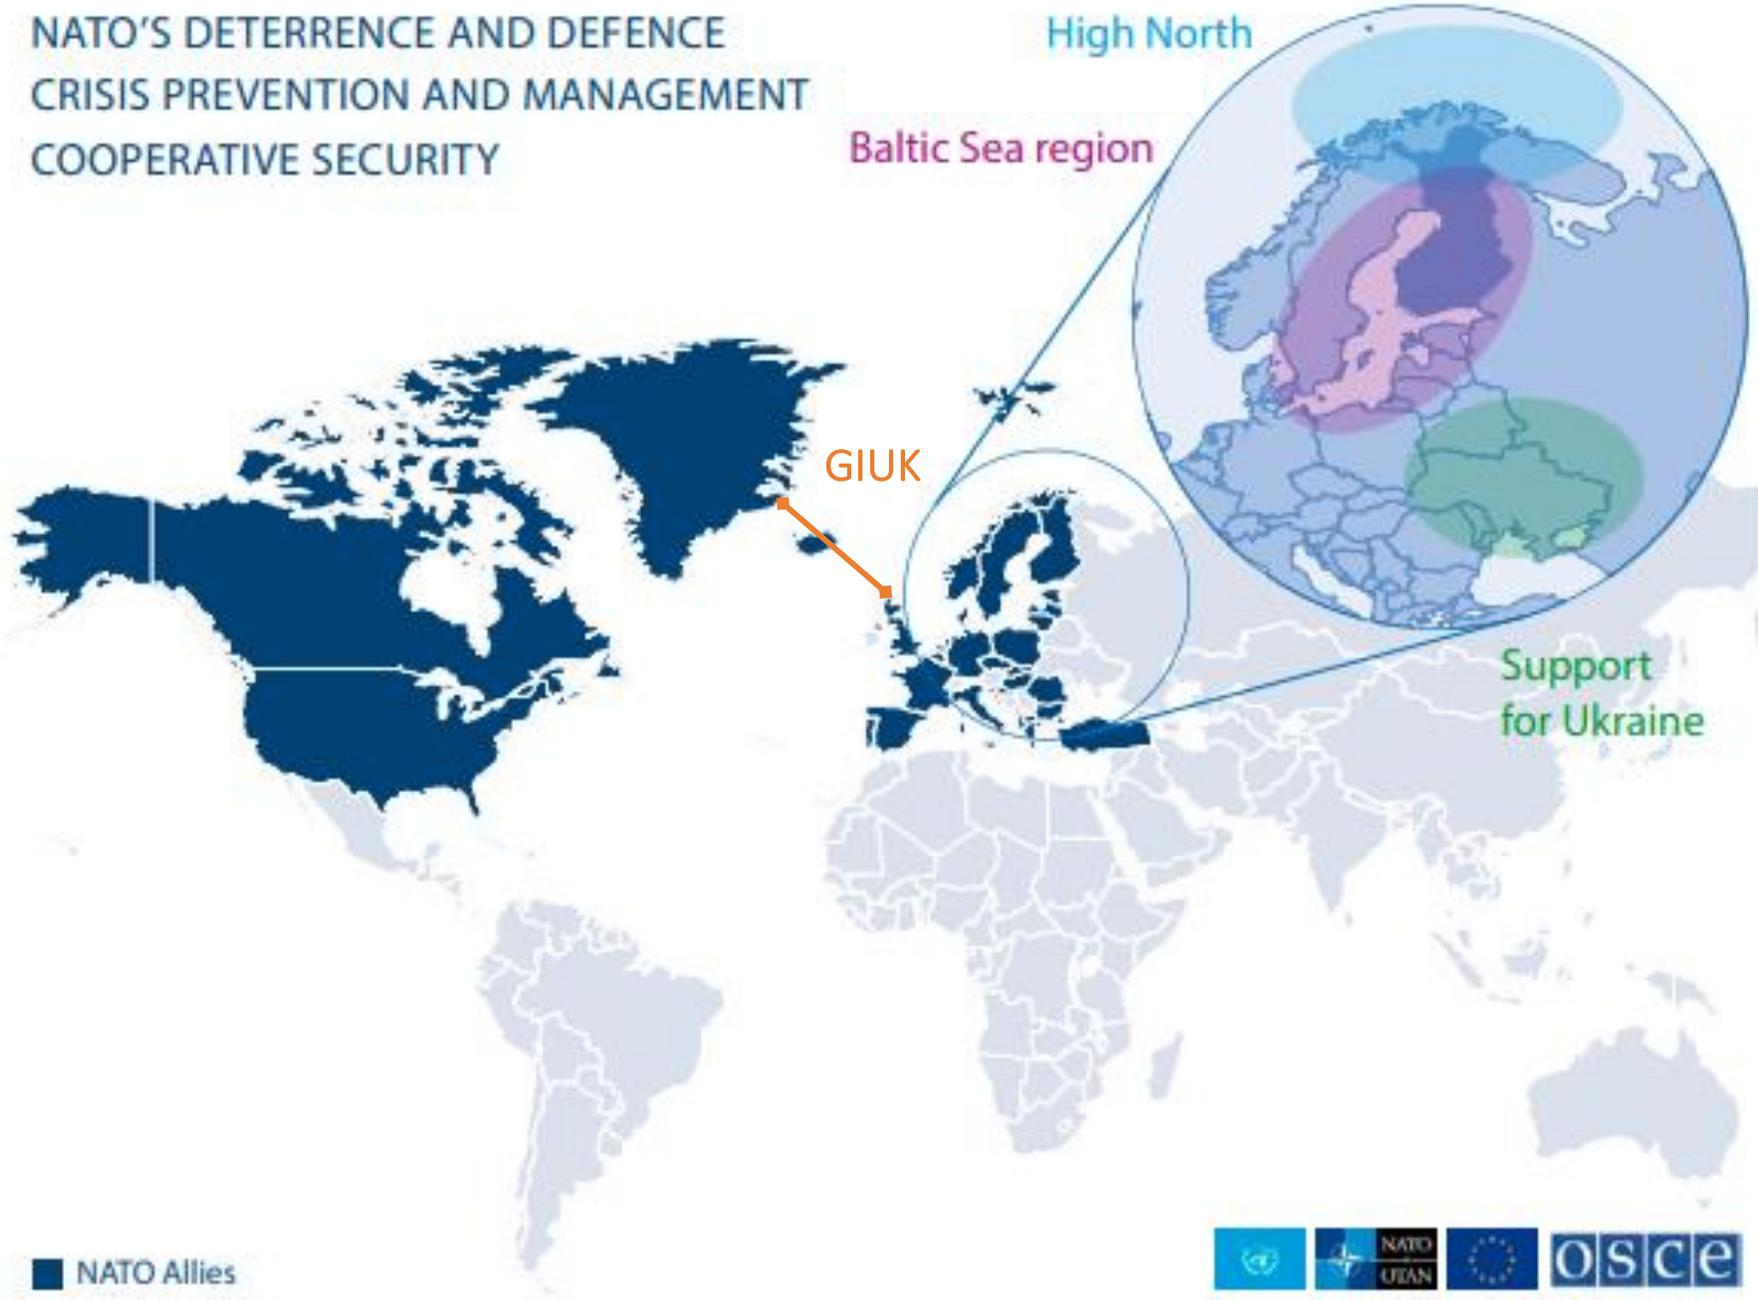 NATO'S DETERRENCE AND DEFENCE
CRISIS PREVENTION AND MANAGEMENT
COOPERATIVE SECURITY
High North
Baltic Sea region
GIUK
Support
for Ukraine
NATO Allies
NATO
OTAN
osce